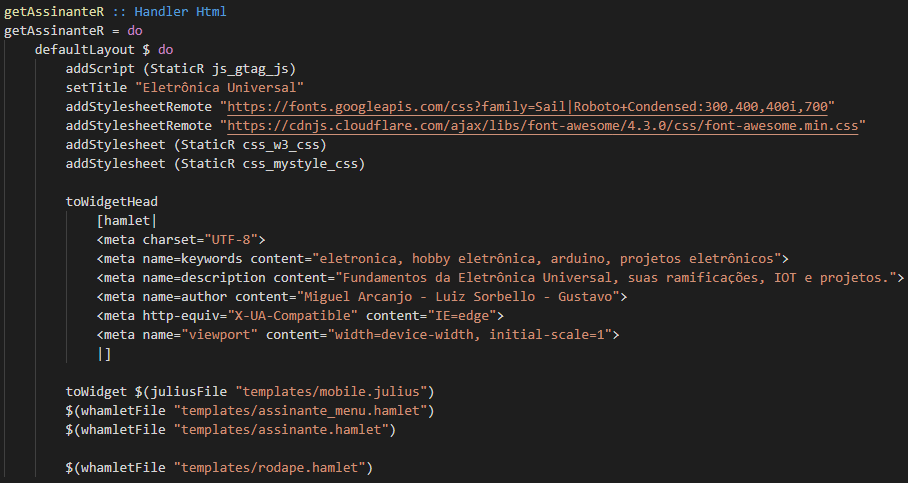 getAssinanteR :: Handler Html
getAssinanteR = do
    defaultLayout $ do
        addScript (StaticR js_gtag_js)
        setTitle "Eletrônica Universal"
        addStylesheetRemote "https://fonts.googleapis.com/css?family=Sail|Roboto+Condensed:300,400,400i,700"
        addStylesheetRemote "https://cdnjs.cloudflare.com/ajax/libs/font-awesome/4.3.0/css/font-awesome.min.css"
        addStylesheet (StaticR css_w3_css)
        addStylesheet (StaticR css_mystyle_css)

        toWidgetHead
            [hamlet|
            <meta charset="UTF-8">
            <meta name=keywords content="eletronica, hobby eletrônica, arduino, projetos eletrônicos">
            <meta name=description content="Fundamentos da Eletrônica Universal, suas ramificações, IOT e projetos.">
            <meta name=author content="Miguel Arcanjo - Luiz Sorbello - Gustavo">
            <meta http-equiv="X-UA-Compatible" content="IE=edge">
            <meta name="viewport" content="width=device-width, initial-scale=1">
            |]

        toWidget $(juliusFile "templates/mobile.julius")
        $(whamletFile "templates/assinante_menu.hamlet")
        $(whamletFile "templates/assinante.hamlet")

        $(whamletFile "templates/rodape.hamlet")